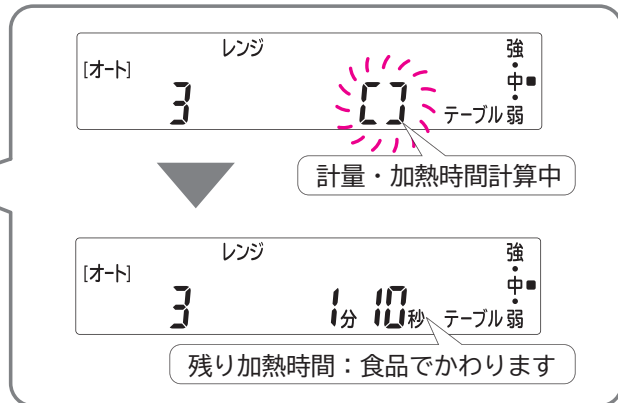 レンジ 強
[オート] ・
3 [ ] 中■
・
テーブル 弱
計量・加熱時間計算中
レンジ 強
[オート] ・
中■
3 1分 10秒 ・
テーブル 弱
残り加熱時間：食品でかわります